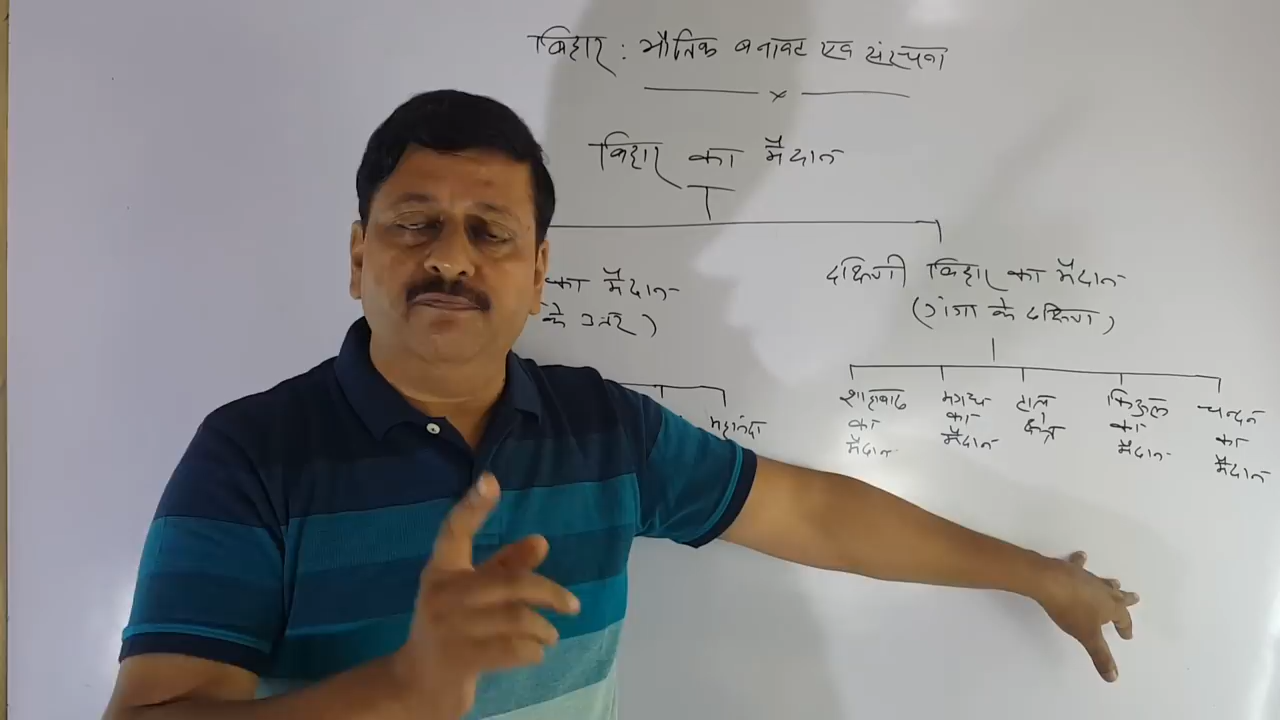 बिहार : भौतिक बनावट एवं संरचना
बिहार का मैदान
का मैदान
के उत्तर )
महानंदा
दक्षिणी बिहार का मैदान
(गंगा के दक्षिण)
शाहाबाद
का
मैदान
मगध
का
मैदान
टाल
क्षेत्र
किऊल
का
मैदान
चन्दन
का
मैदान